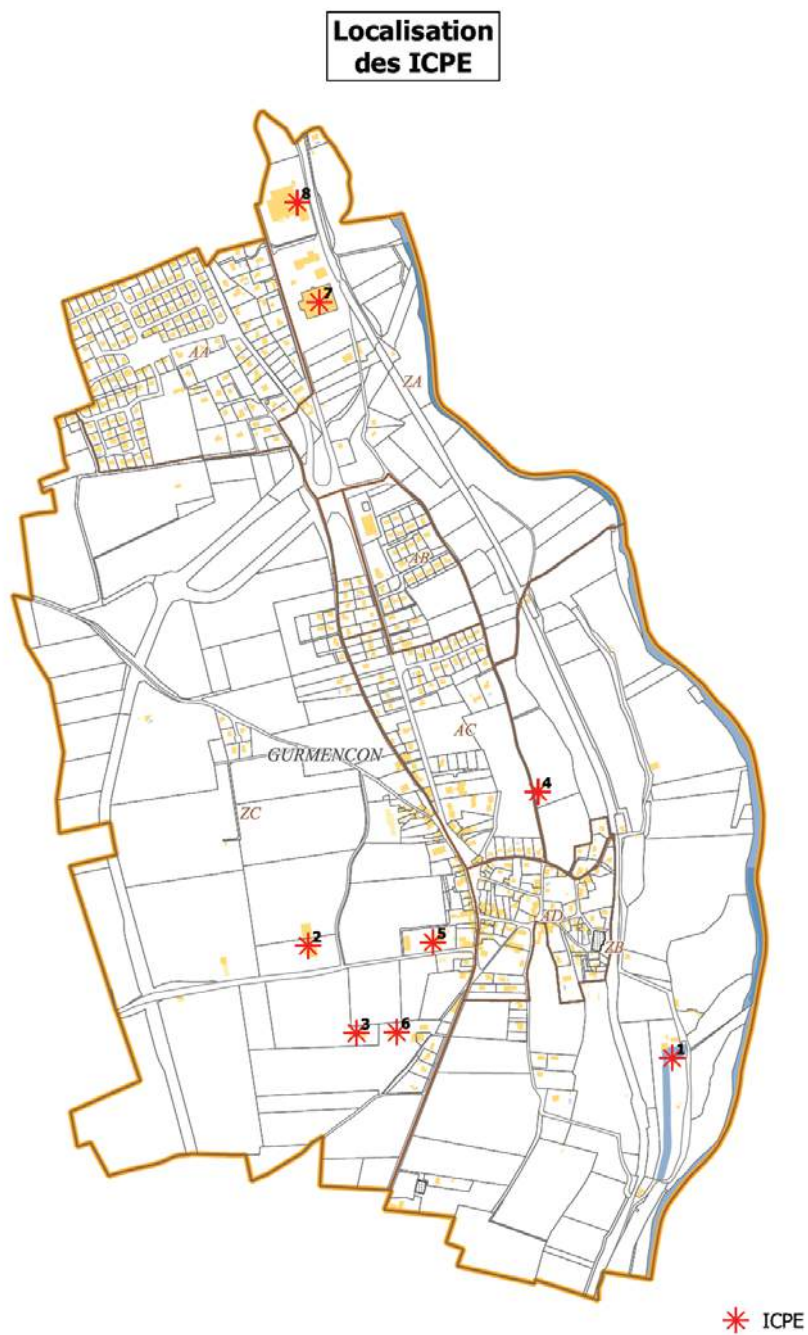 Localisation
des ICPE
8
7
AA
ZA
AB
AC
GURMENCON
4
ZC
AD
5
2
ZB
3
6
1
ICPE